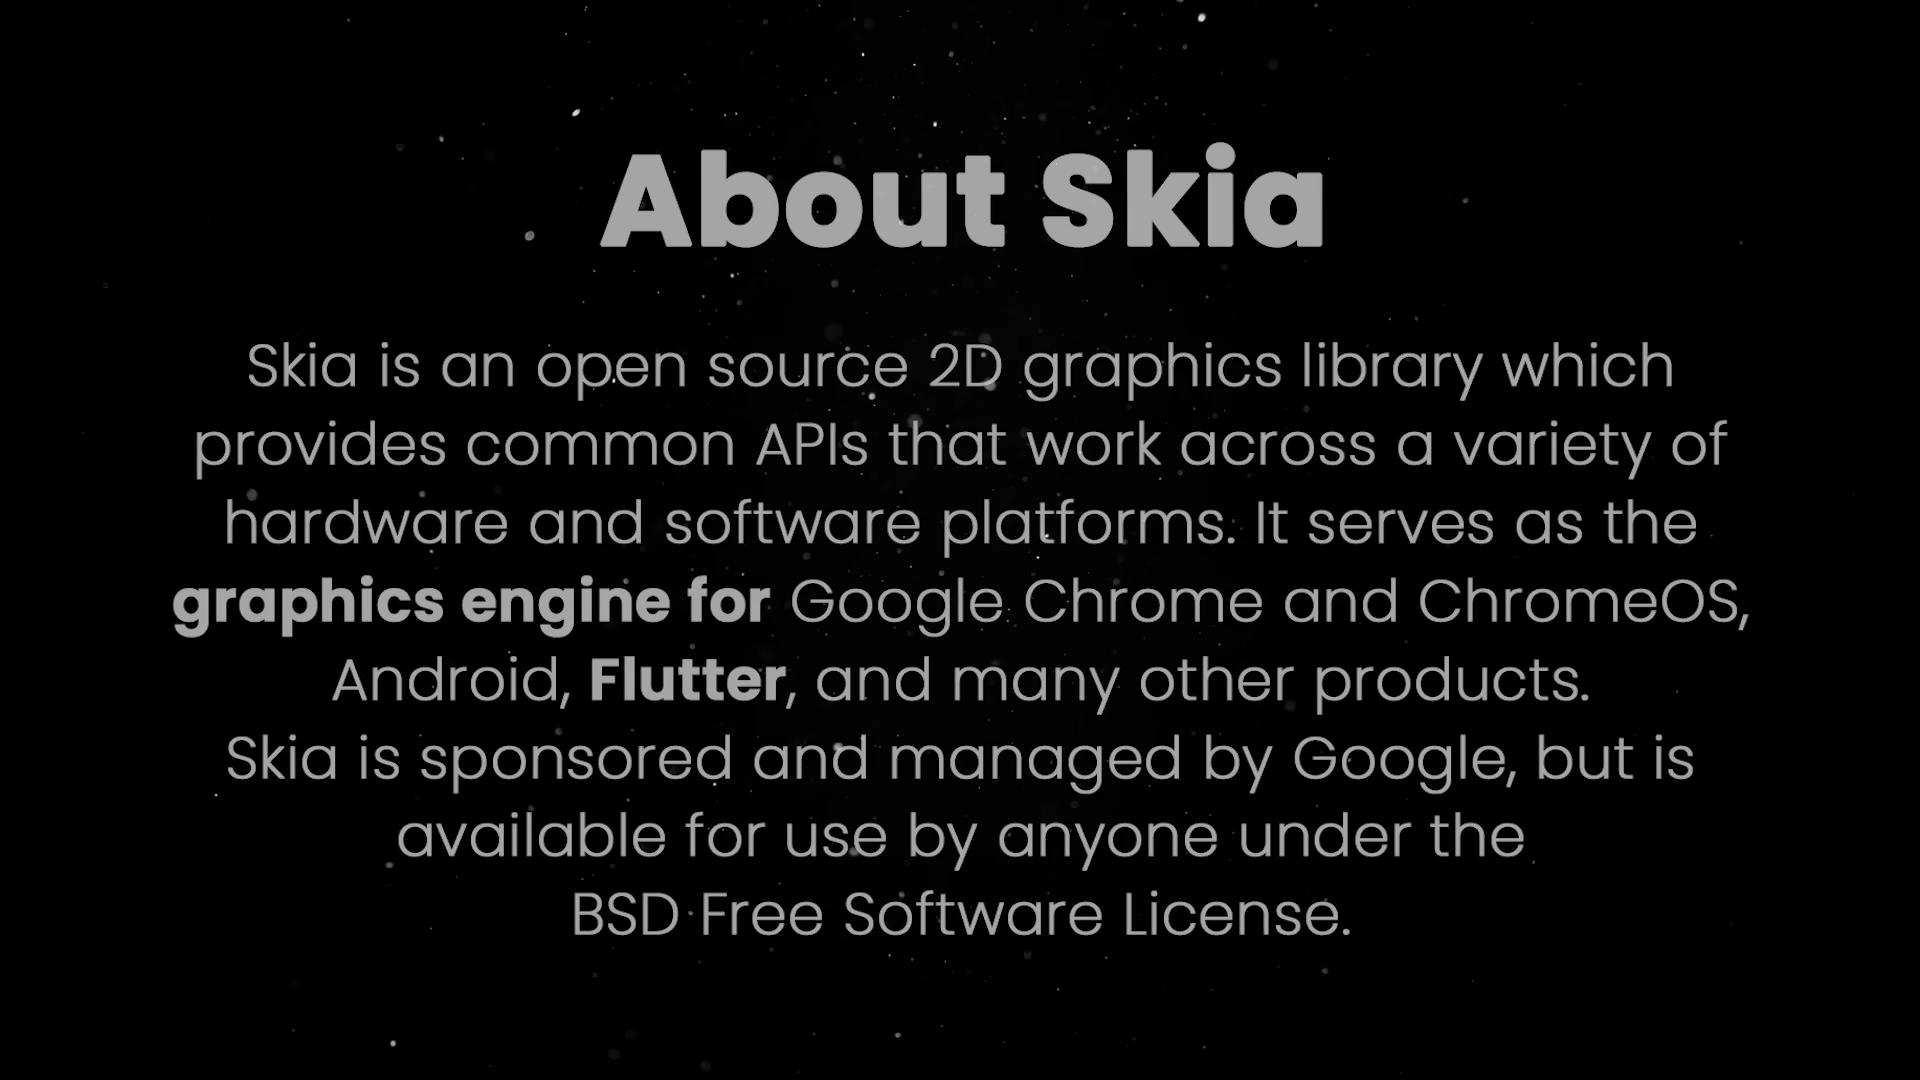 About Skia
Skia is an open source 2D graphics library which
provides common APIs that work across a variety of
hardware and software platforms. It serves as the
graphics engine for Google Chrome and ChromeOS,
Android, Flutter, and many other products.
Skia is sponsored and managed by Google, but is
available for use by anyone under the
BSD Free Software License.